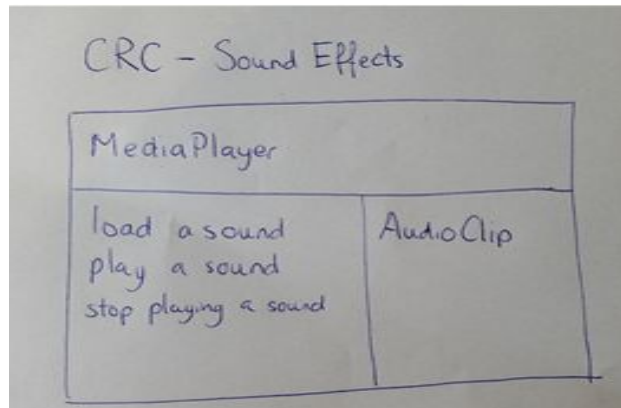 CRC - Sound Effects
MediaPlayer
load a sound
play a sound
stop playing a sound
AudioClip